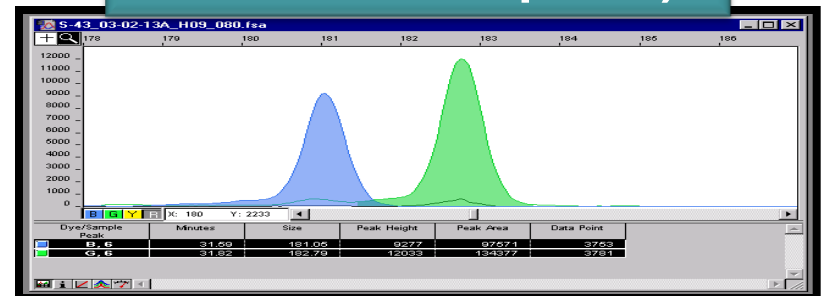 S-43_03-02-13A_H09_080.fsa
178 179 180 181 182 183 184 185 186
12000
11000
10000
9000
8000
7000
6000
5000
4000
3000
2000
1000
0
B G Y R X: 180 Y: 2233
Dye/Sample Peak Minutes Size Peak Height Peak Area Data Point
B, 6 31.59 181.05 9277 97571 3753
G, 6 31.82 182.79 12033 134377 3781